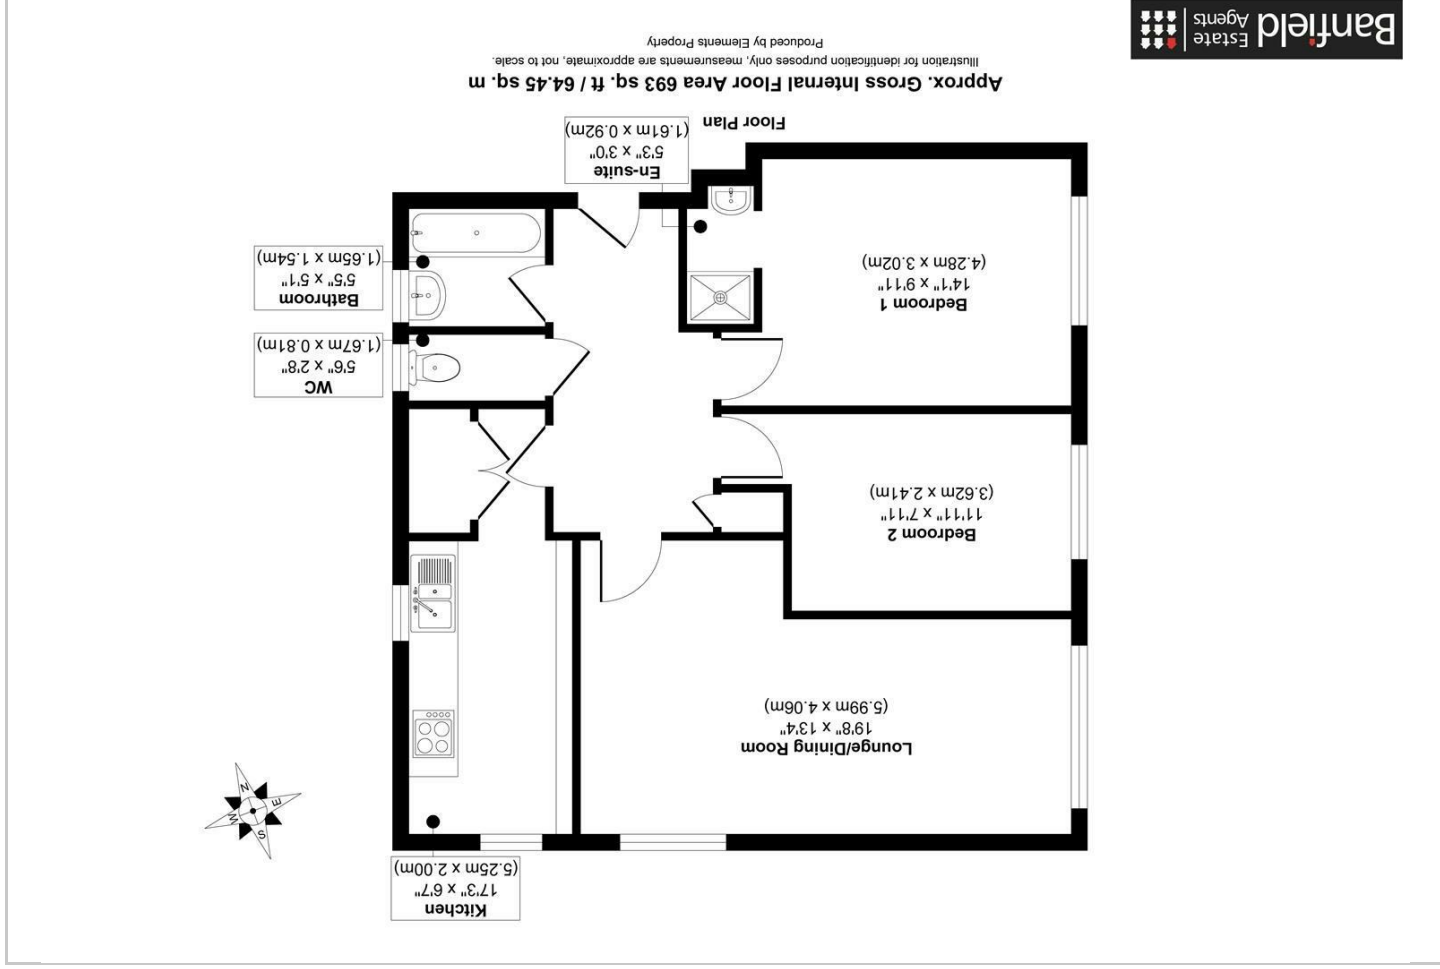 Kitchen
17'3" x 6'7"
(5.25m x 2.00m)
S
E
W
N
Lounge/Dining Room
19'8" x 13'4"
(5.99m x 4.06m)
Bedroom 2
11'11" x 7'11"
(3.62m x 2.41m)
WC
5'6" x 2'8"
(1.67m x 0.81m)
Bedroom 1
14'1" x 9'11"
(4.28m x 3.02m)
Bathroom
5'5" x 5'1"
(1.65m x 1.54m)
En-suite
5'3" x 3'0"
(1.61m x 0.92m)
Floor Plan
Approx. Gross Internal Floor Area 693 sq. ft / 64.45 sq. m
Illustration for identification purposes only, measurements are approximate, not to scale.
Produced by Elements Property
Banfield
Estate
Agents